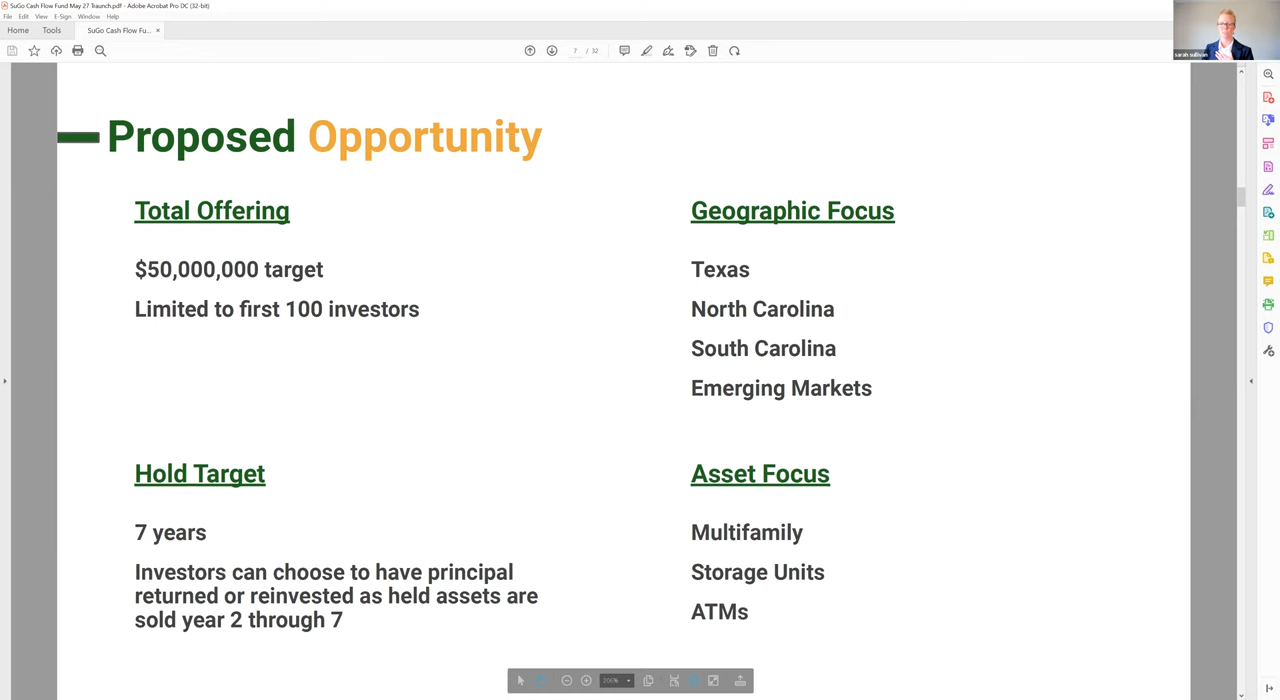 SuGo Cash Flow Fund May 27 Traunch.pdf - Adobe Acrobat Pro DC (32-bit)
File Edit View E-Sign Window Help
Home Tools SuGo Cash Flow Fu... ×
7 / 32
sarah sullivan
Proposed Opportunity
Total Offering
$50,000,000 target
Limited to first 100 investors
Geographic Focus
Texas
North Carolina
South Carolina
Emerging Markets
Hold Target
7 years
Investors can choose to have principal
returned or reinvested as held assets are
sold year 2 through 7
Asset Focus
Multifamily
Storage Units
ATMs
206%